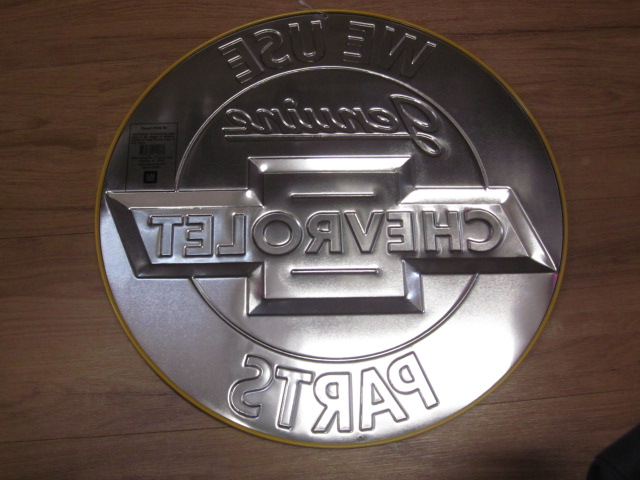 WE USE
Genuine
CHEVROLET
PARTS